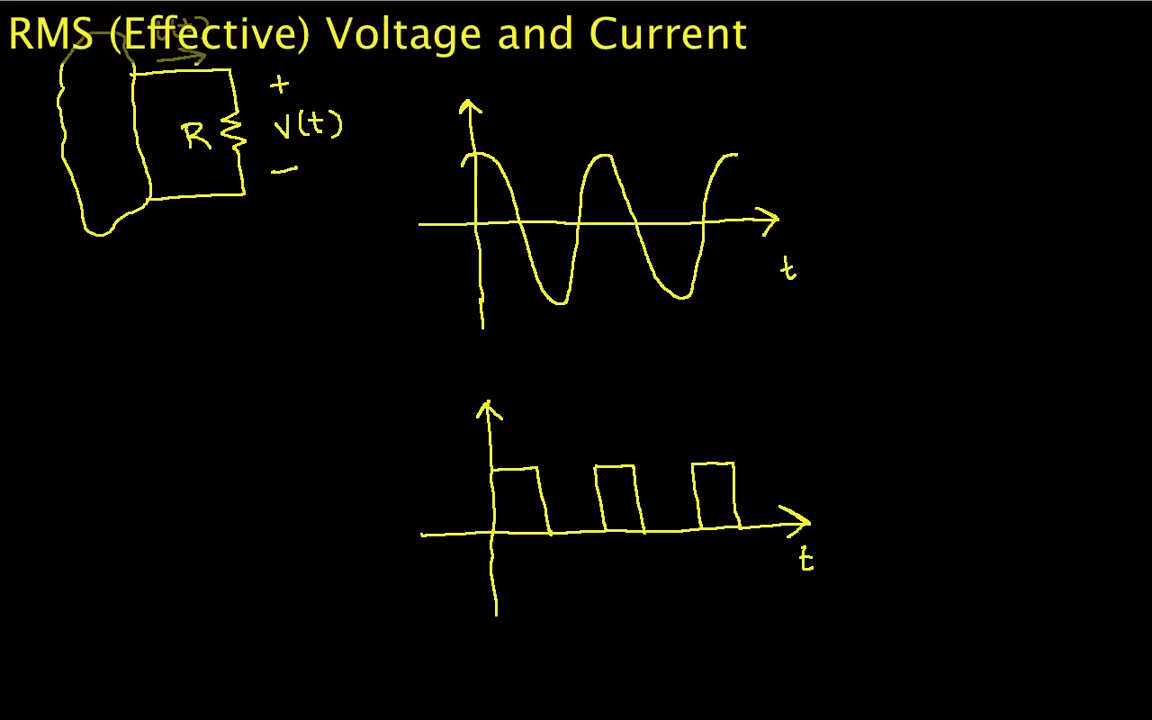 RMS (Effective) Voltage and Current
i(t)
+
R
v(t)
−
t
t